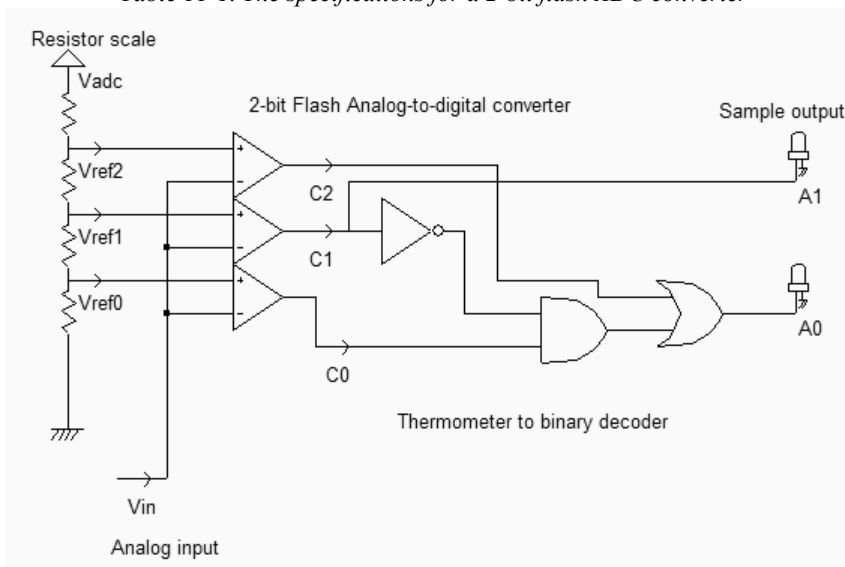 Table 11-1: The specifications for a 2-bit flash ADC converter
Resistor scale
Vadc
2-bit Flash Analog-to-digital converter
Sample output
+
Vref2
-
C2
A1
+
Vref1
-
C1
+
Vref0
-
C0
A0
Thermometer to binary decoder
Vin
Analog input